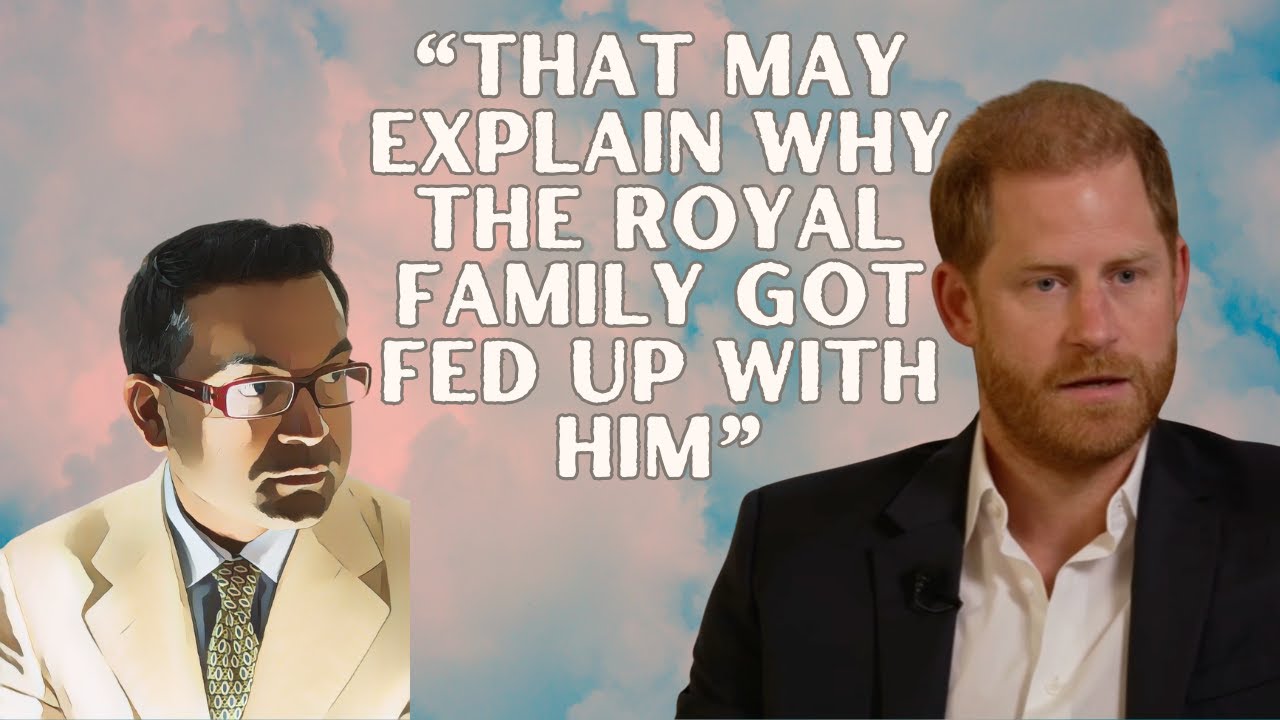 “THAT MAY
EXPLAIN WHY
THE ROYAL
FAMILY GOT
FED UP WITH
HIM”